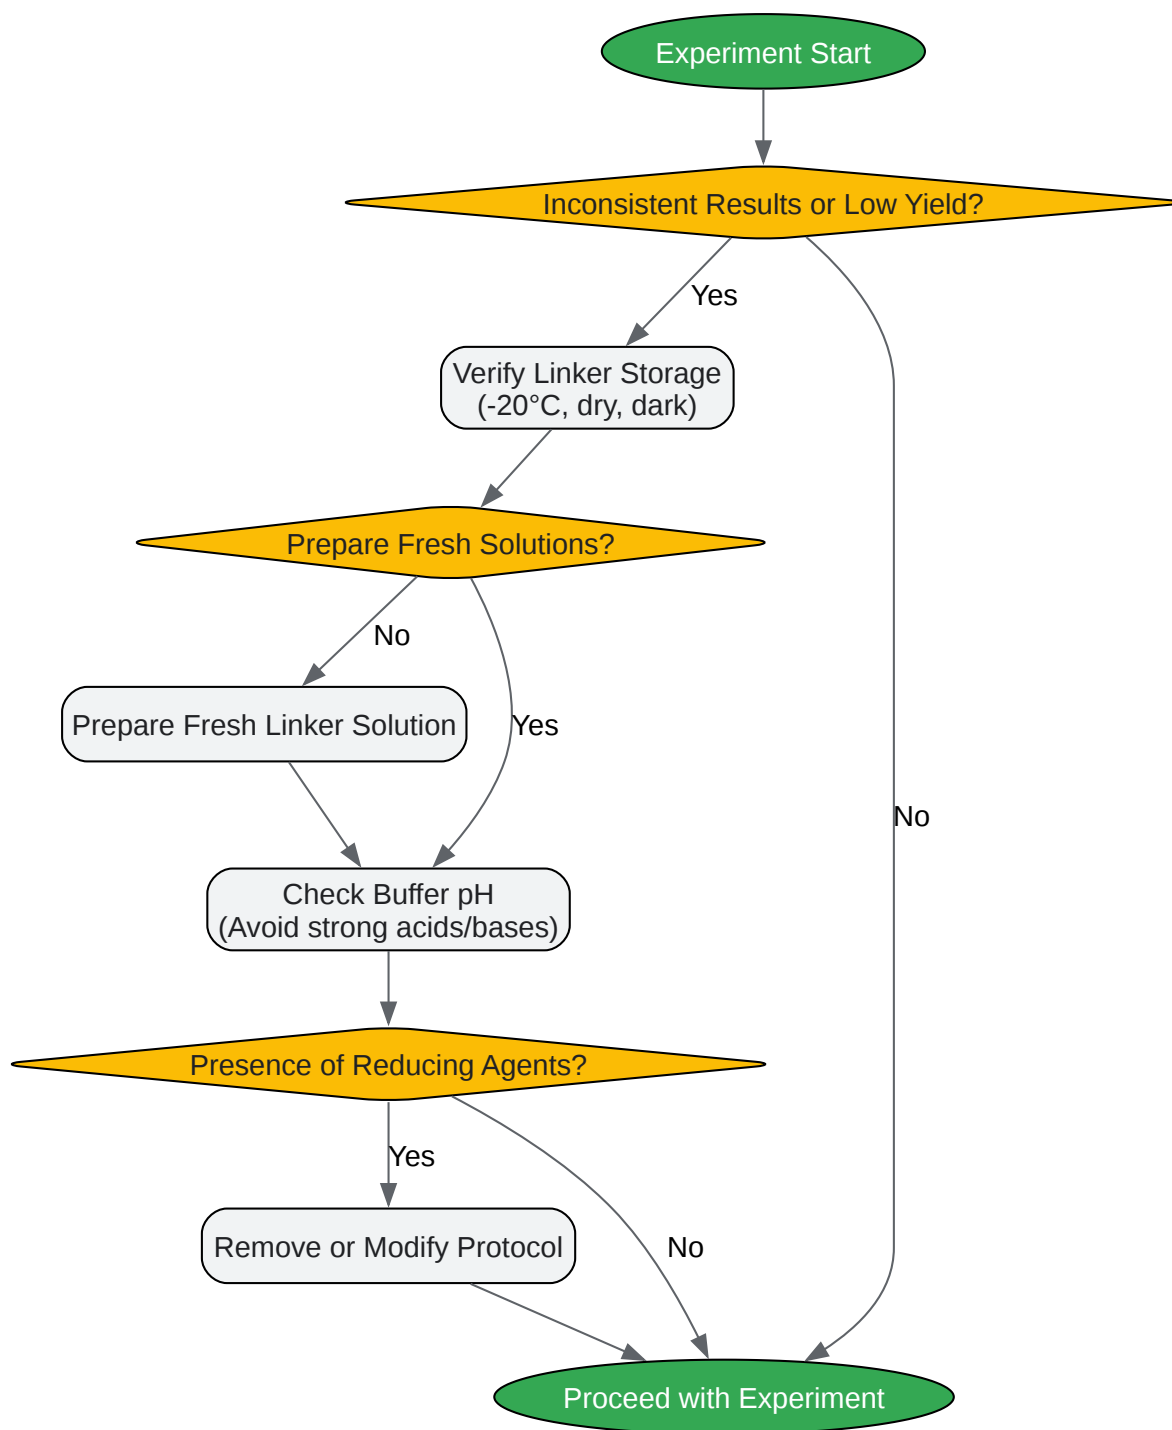 Experiment Start
Inconsistent Results or Low Yield?
Yes
Verify Linker Storage
(-20°C, dry, dark)
Prepare Fresh Solutions?
No
Prepare Fresh Linker Solution
Yes
No
Check Buffer pH
(Avoid strong acids/bases)
Presence of Reducing Agents?
Yes
Remove or Modify Protocol
No
Proceed with Experiment